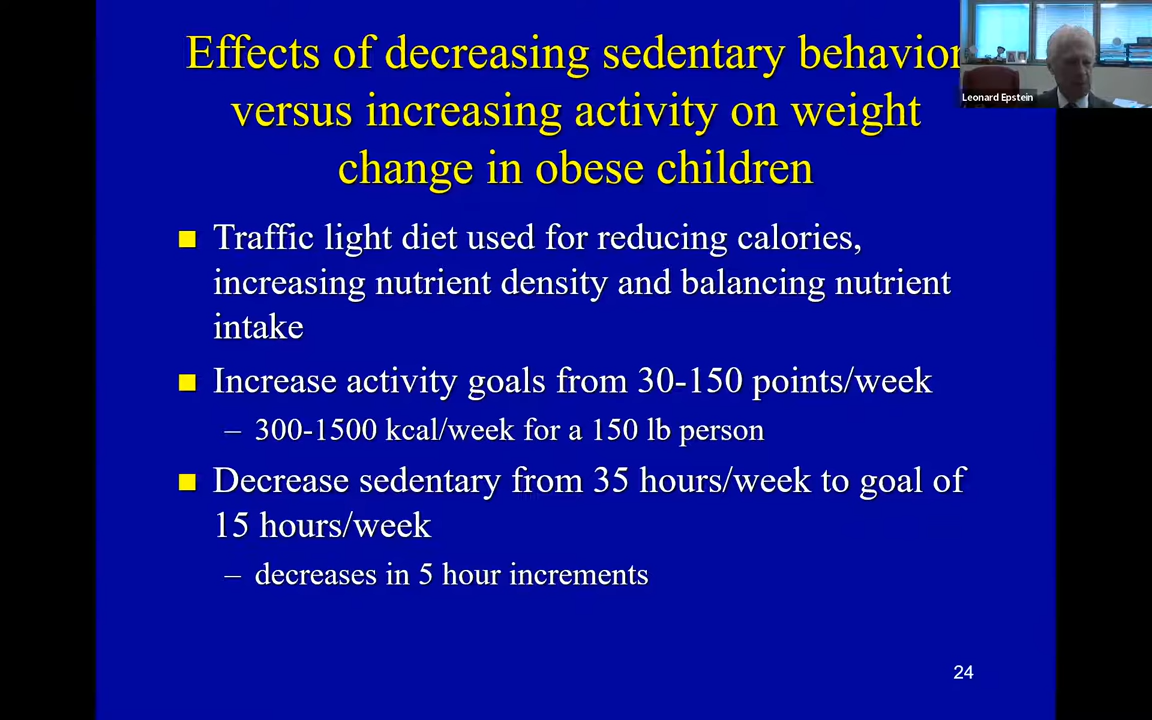 Effects of decreasing sedentary behavior
versus increasing activity on weight
change in obese children
Leonard Epstein
■ Traffic light diet used for reducing calories,
increasing nutrient density and balancing nutrient
intake
■ Increase activity goals from 30-150 points/week
– 300-1500 kcal/week for a 150 lb person
■ Decrease sedentary from 35 hours/week to goal of
15 hours/week
– decreases in 5 hour increments
24